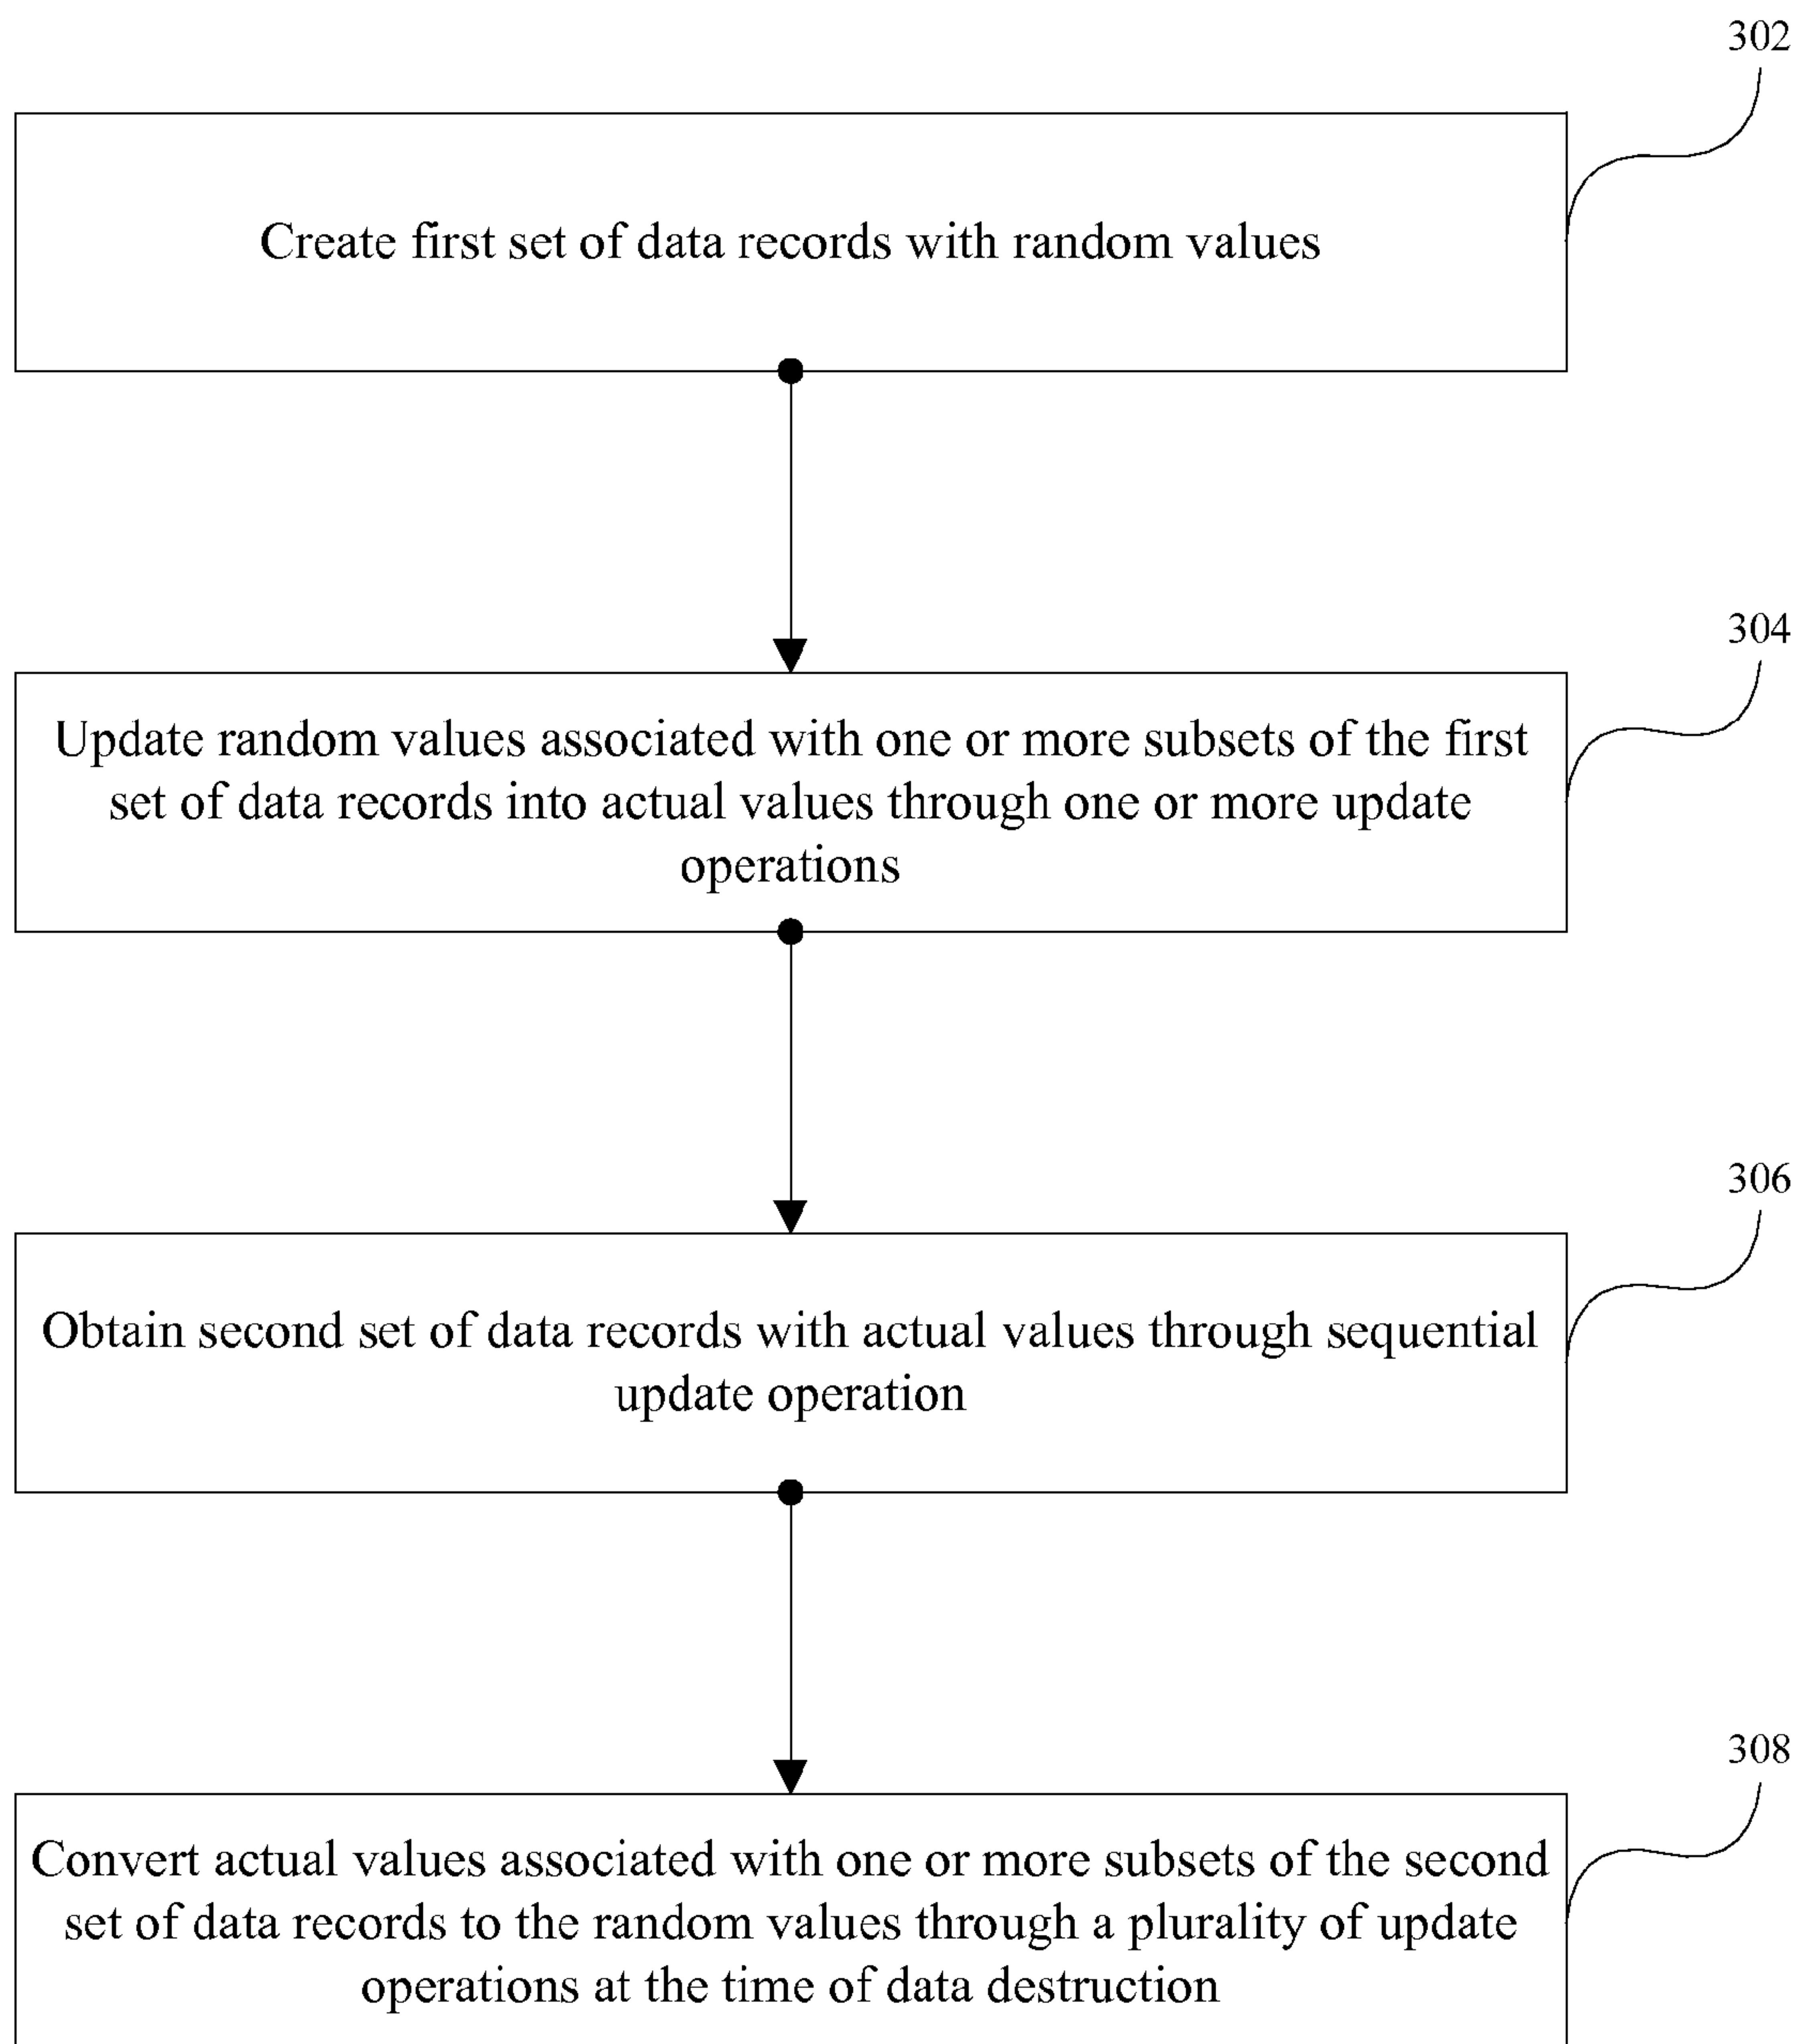 302
Create first set of data records with random values
304
Update random values associated with one or more subsets of the first
set of data records into actual values through one or more update
operations
306
Obtain second set of data records with actual values through sequential
update operation
308
Convert actual values associated with one or more subsets of the second
set of data records to the random values through a plurality of update
operations at the time of data destruction